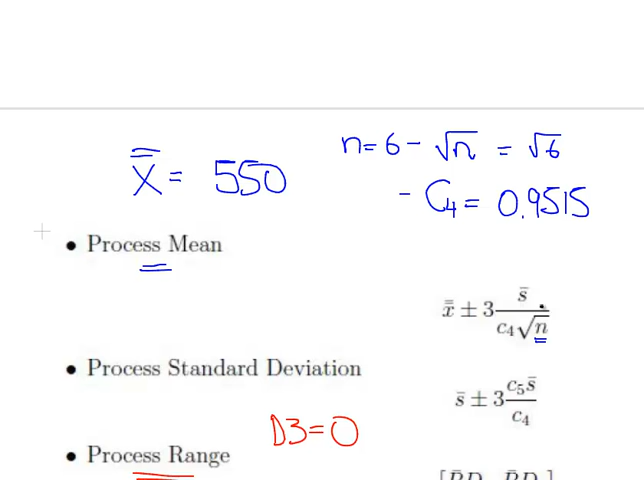 n = 6 - √n = √6
X̿ = 550
- C4 = 0.9515
• Process Mean
x̿ ± 3 s̄ / c₄√n
• Process Standard Deviation
s̄ ± 3 c₅s̄ / c₄
D3 = 0
• Process Range